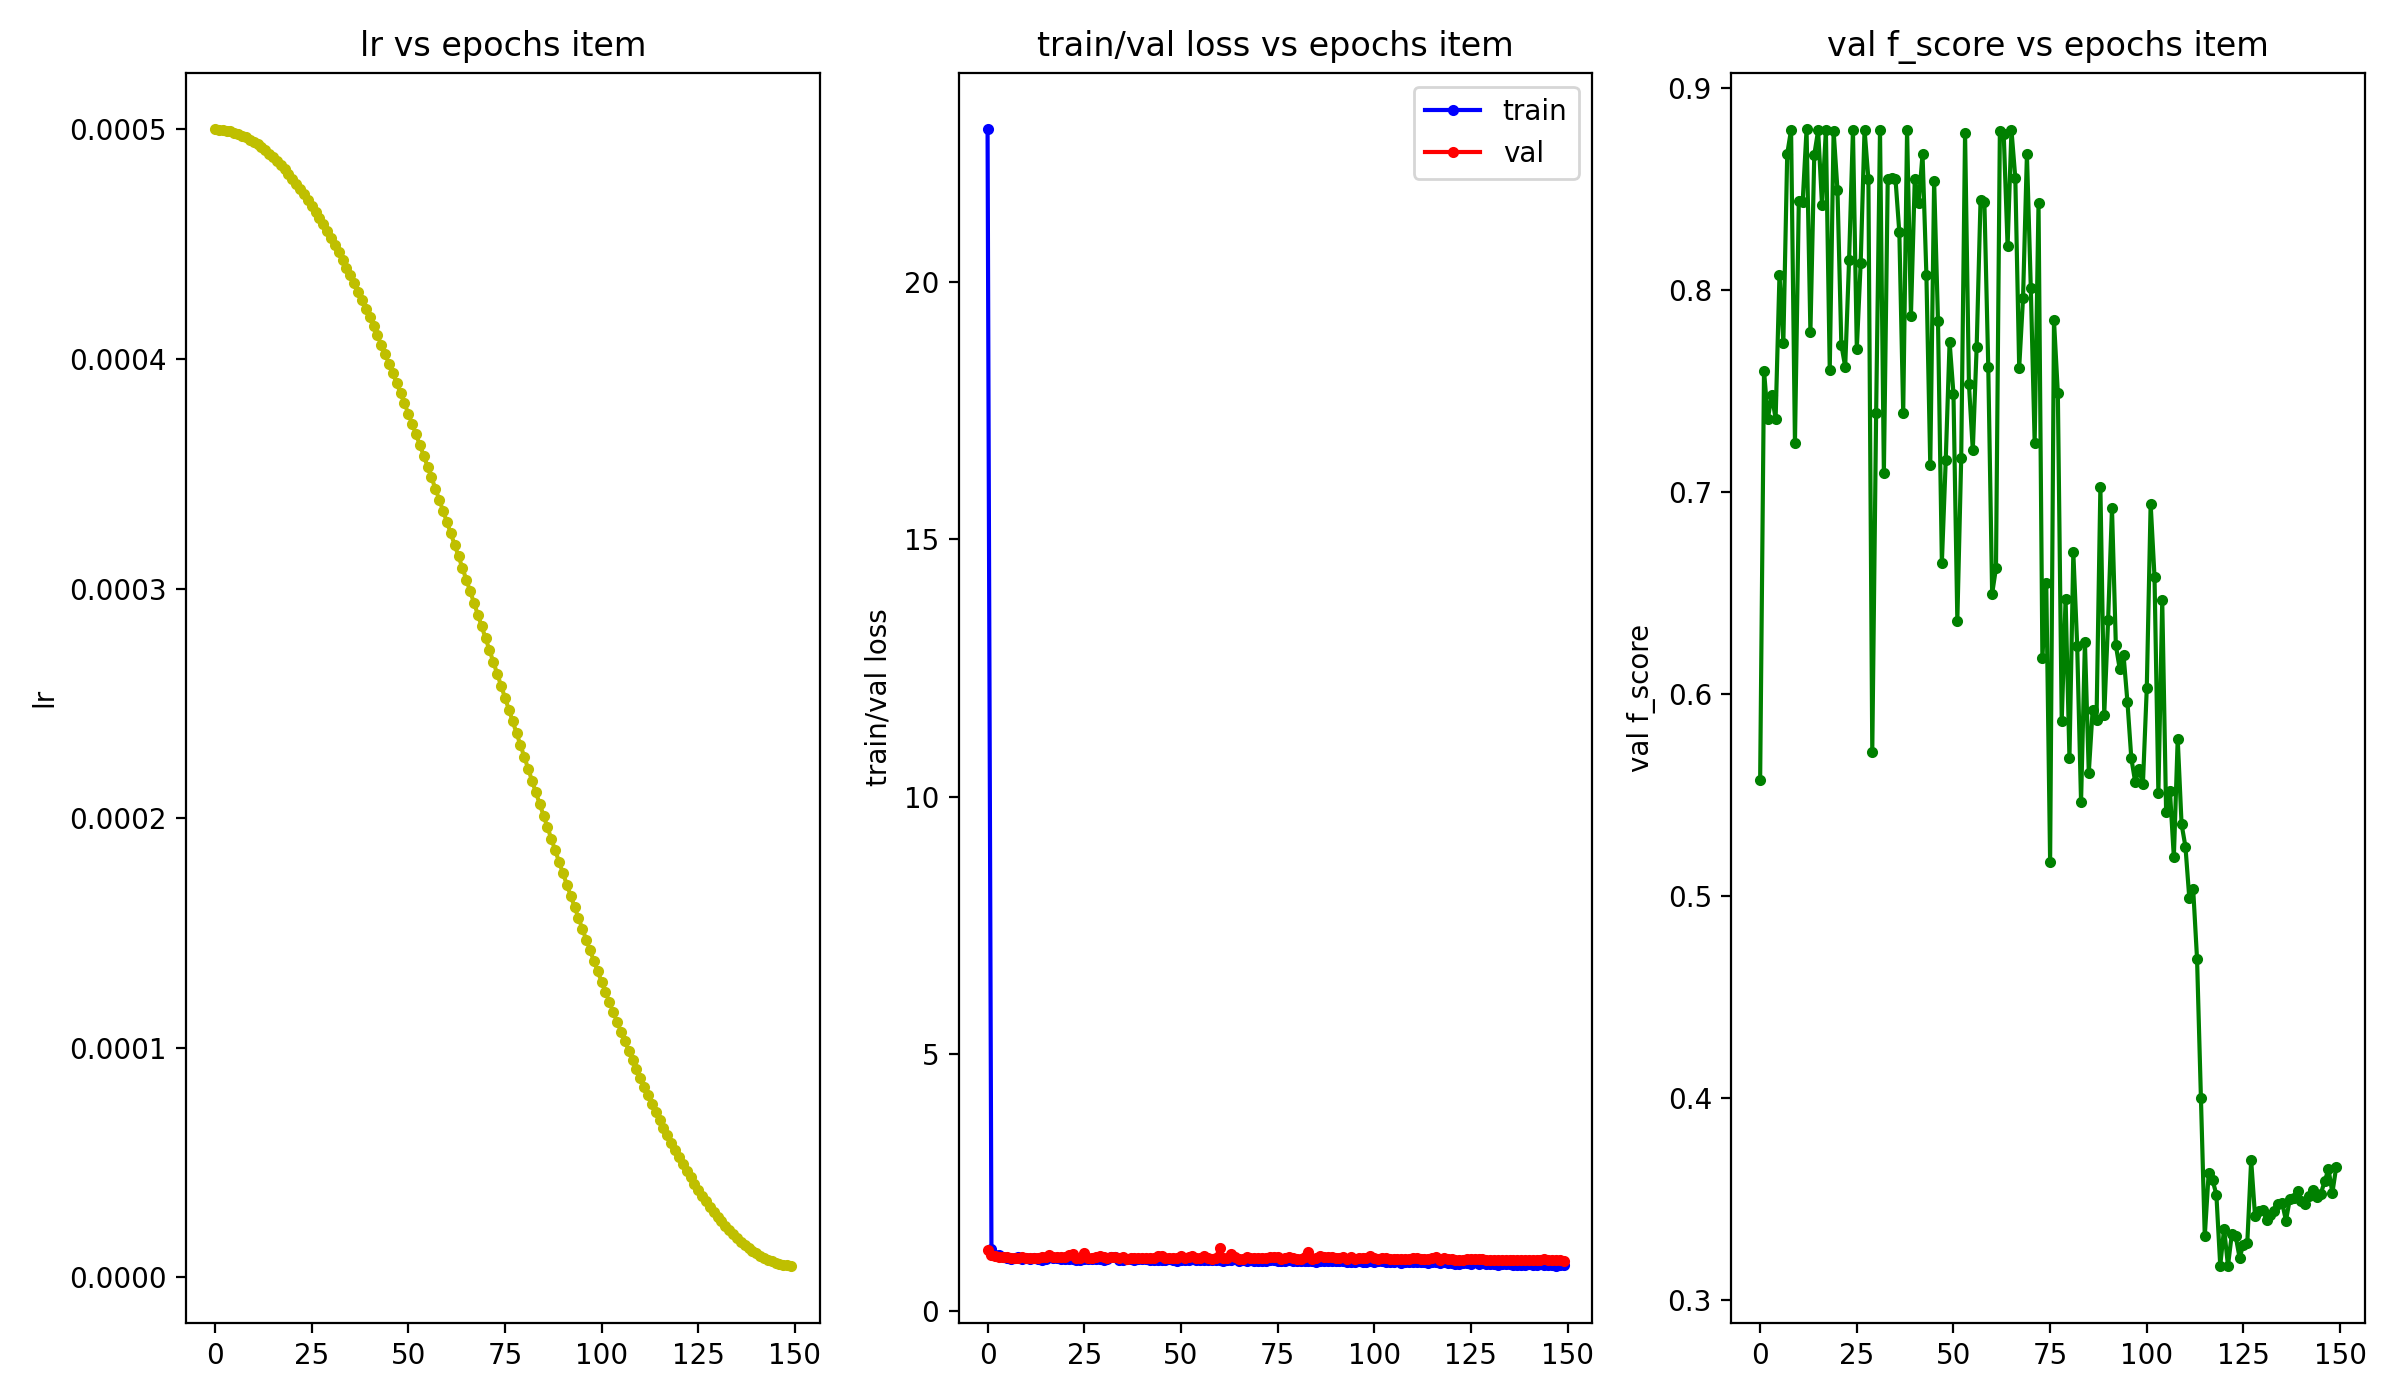 lr vs epochs item
0.0005
0.0004
0.0003
0.0002
0.0001
0.0000
lr
0 25 50 75 100 125 150
train/val loss vs epochs item
train
val
20
15
10
5
0
train/val loss
0 25 50 75 100 125 150
val f_score vs epochs item
0.9
0.8
0.7
0.6
0.5
0.4
0.3
val f_score
0 25 50 75 100 125 150